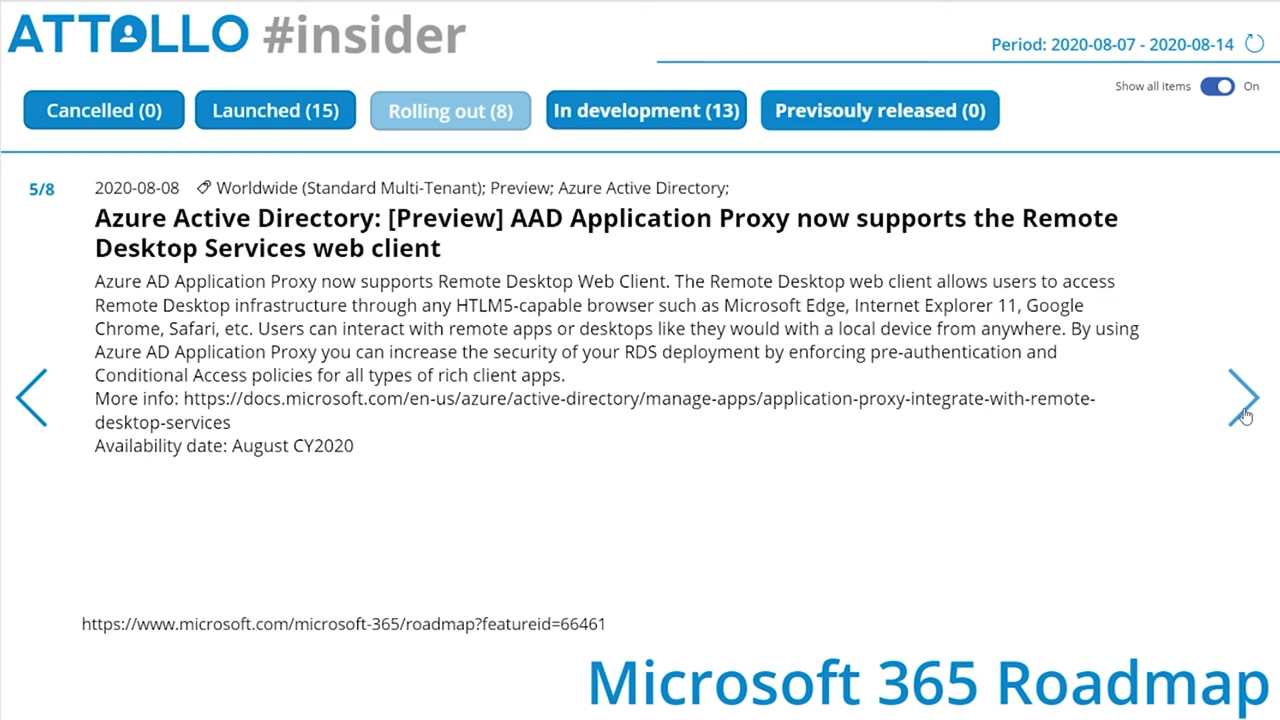 ATTOLLO #insider
Period: 2020-08-07 - 2020-08-14
Show all items On
Cancelled (0) Launched (15) Rolling out (8) In development (13) Previsouly released (0)
5/8 2020-08-08 Worldwide (Standard Multi-Tenant); Preview; Azure Active Directory;
Azure Active Directory: [Preview] AAD Application Proxy now supports the Remote
Desktop Services web client
Azure AD Application Proxy now supports Remote Desktop Web Client. The Remote Desktop web client allows users to access
Remote Desktop infrastructure through any HTLM5-capable browser such as Microsoft Edge, Internet Explorer 11, Google
Chrome, Safari, etc. Users can interact with remote apps or desktops like they would with a local device from anywhere. By using
Azure AD Application Proxy you can increase the security of your RDS deployment by enforcing pre-authentication and
Conditional Access policies for all types of rich client apps.
More info: https://docs.microsoft.com/en-us/azure/active-directory/manage-apps/application-proxy-integrate-with-remote-
desktop-services
Availability date: August CY2020
https://www.microsoft.com/microsoft-365/roadmap?featureid=66461
Microsoft 365 Roadmap